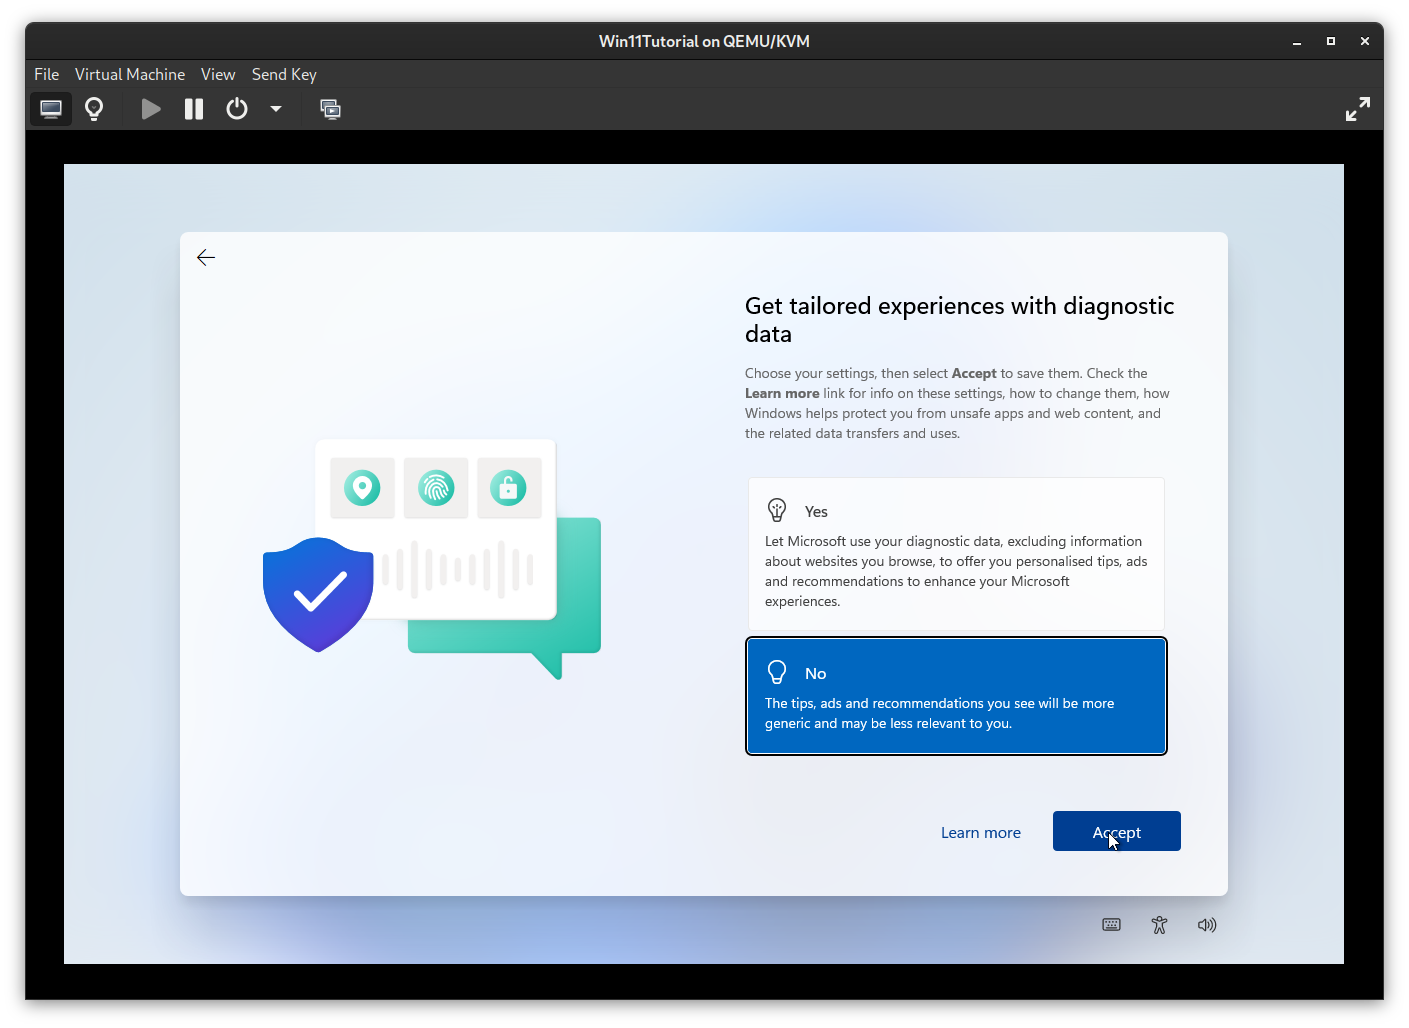 Win11Tutorial on QEMU/KVM
File Virtual Machine View Send Key
Get tailored experiences with diagnostic
data
Choose your settings, then select Accept to save them. Check the
Learn more link for info on these settings, how to change them, how
Windows helps protect you from unsafe apps and web content, and
the related data transfers and uses.
Yes
Let Microsoft use your diagnostic data, excluding information
about websites you browse, to offer you personalised tips, ads
and recommendations to enhance your Microsoft
experiences.
No
The tips, ads and recommendations you see will be more
generic and may be less relevant to you.
Learn more Accept